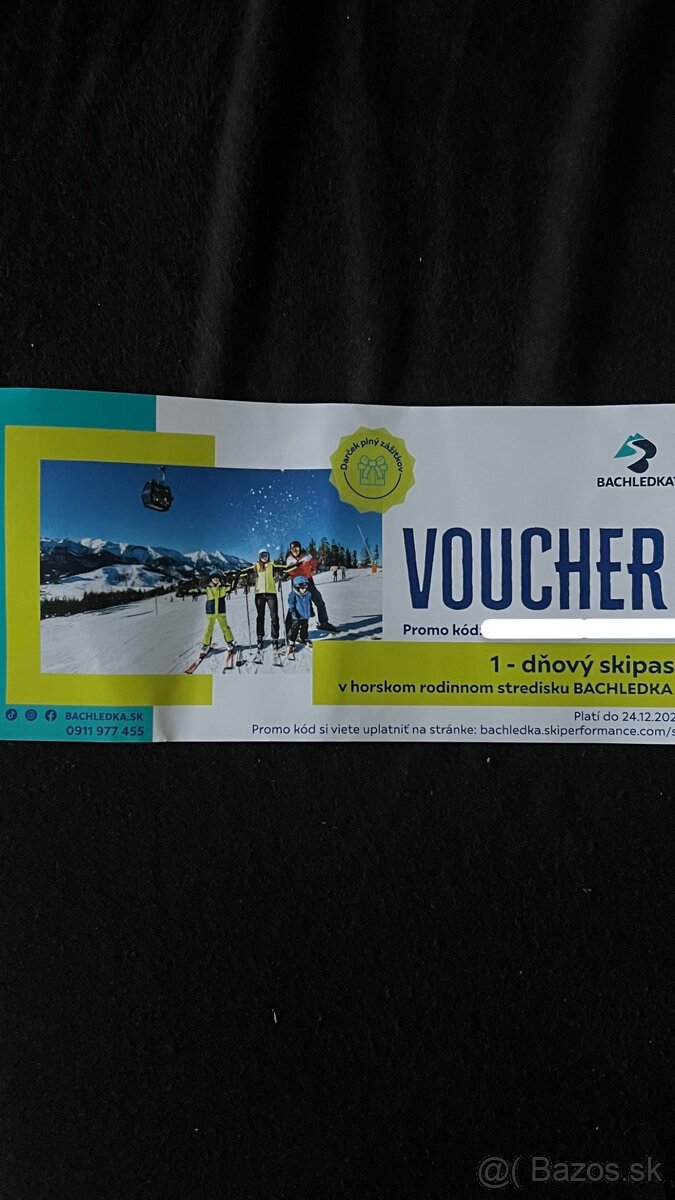 Darček plný zážitkov
BACHLEDKA
VOUCHER
Promo kód:
1 - dňový skipas
v horskom rodinnom stredisku BACHLEDKA
BACHLEDKA.SK
0911 977 455
Platí do 24.12.202
Promo kód si viete uplatniť na stránke: bachledka.skiperformance.com/s
@( Bazos.sk